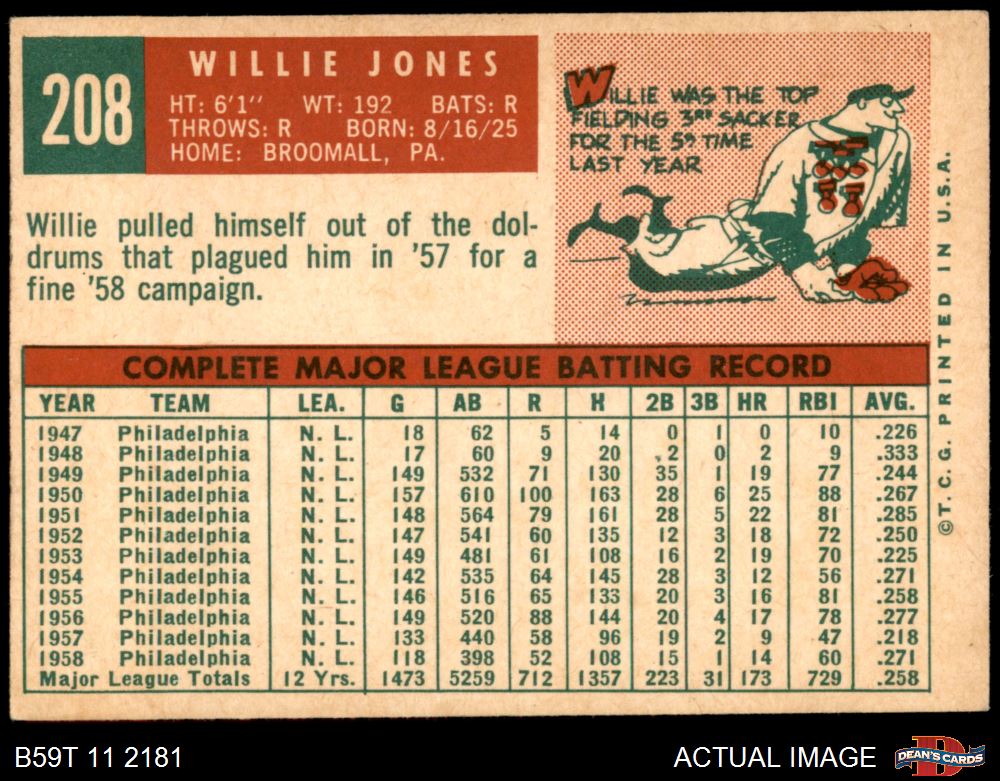 208
WILLIE JONES
HT: 6'1" WT: 192 BATS: R
THROWS: R BORN: 8/16/25
HOME: BROOMALL, PA.
WILLIE WAS THE TOP
FIELDING 3RD SACKER
FOR THE 5TH TIME
LAST YEAR
Willie pulled himself out of the dol-
drums that plagued him in '57 for a
fine '58 campaign.
COMPLETE MAJOR LEAGUE BATTING RECORD
YEAR TEAM LEA. G AB R H 2B 3B HR RBI AVG.
1947 Philadelphia N. L. 18 62 5 14 0 1 0 10 .226
1948 Philadelphia N. L. 17 60 9 20 2 0 2 9 .333
1949 Philadelphia N. L. 149 532 71 130 35 1 19 77 .244
1950 Philadelphia N. L. 157 610 100 163 28 6 25 88 .267
1951 Philadelphia N. L. 148 564 79 161 28 5 22 81 .285
1952 Philadelphia N. L. 147 541 60 135 12 3 18 72 .250
1953 Philadelphia N. L. 149 481 61 108 16 2 19 70 .225
1954 Philadelphia N. L. 142 535 64 145 28 3 12 56 .271
1955 Philadelphia N. L. 146 516 65 133 20 3 16 81 .258
1956 Philadelphia N. L. 149 520 88 144 20 4 17 78 .277
1957 Philadelphia N. L. 133 440 58 96 19 2 9 47 .218
1958 Philadelphia N. L. 118 398 52 108 15 1 14 60 .271
Major League Totals 12 Yrs. 1473 5259 712 1357 223 31 173 729 .258
©T. C. G. PRINTED IN U.S.A.
B59T 11 2181
ACTUAL IMAGE
DEAN'S CARDS